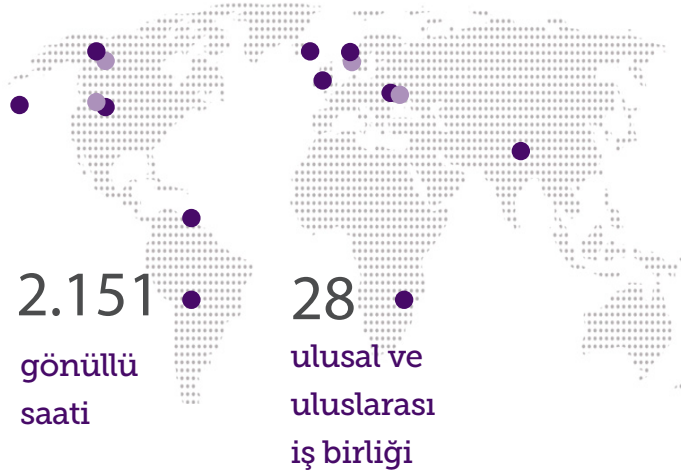 2.151
gönüllü
saati
28
ulusal ve
uluslarası
iş birliği